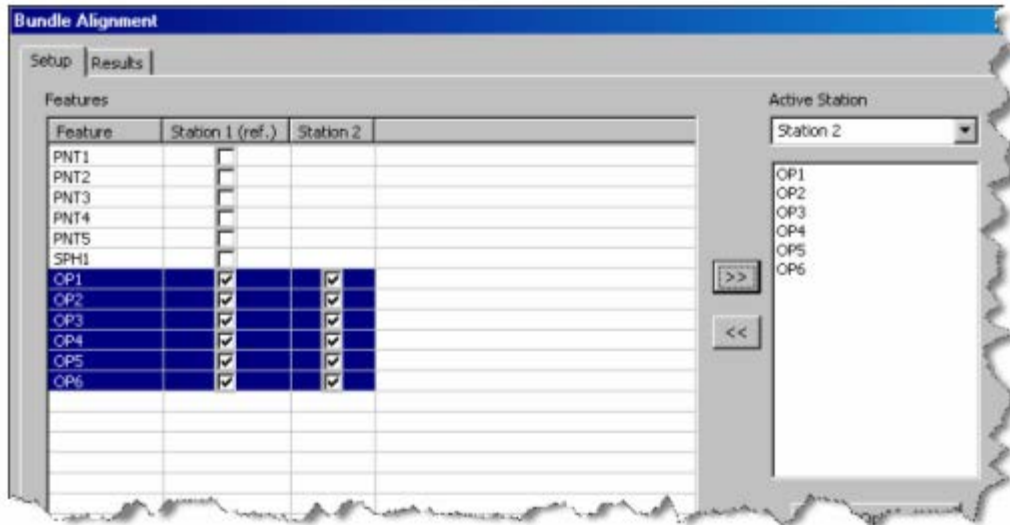 Bundle Alignment
Setup Results
Features
Feature Station 1 (ref.) Station 2
PNT1
PNT2
PNT3
PNT4
PNT5
SPH1
OP1
OP2
OP3
OP4
OP5
OP6
>>
<<
Active Station
Station 2
OP1
OP2
OP3
OP4
OP5
OP6